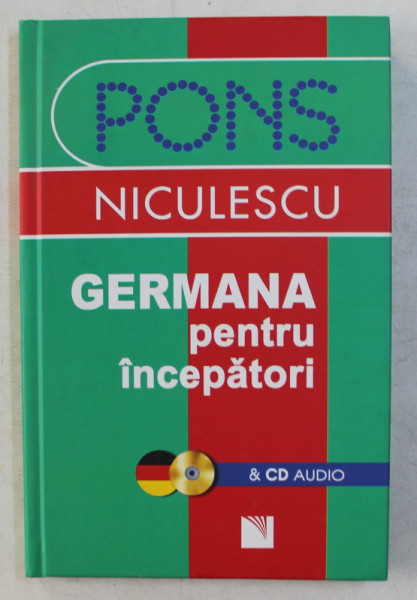 PONS
NICULESCU
GERMANA
pentru
începători
& CD AUDIO